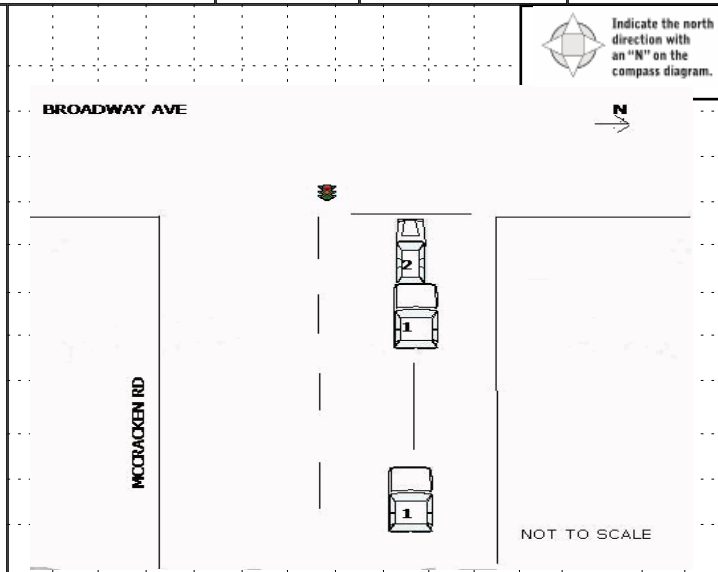 Indicate the north
direction with
an "N" on the
compass diagram.
BROADWAY AVE
N
2
1
MCCRACKEN RD
1
NOT TO SCALE